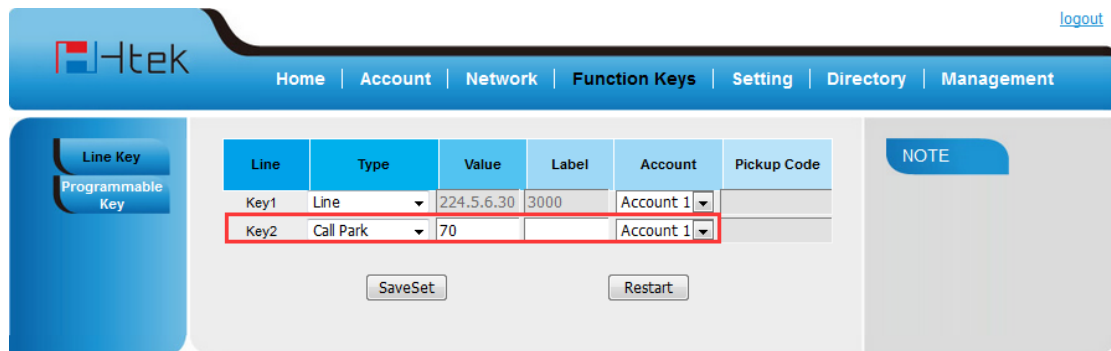 logout
Htek
Home | Account | Network | Function Keys | Setting | Directory | Management
Line Key
Programmable Key
Line Type Value Label Account Pickup Code
Key1 Line 224.5.6.30 3000 Account 1
Key2 Call Park 70 Account 1
SaveSet Restart
NOTE